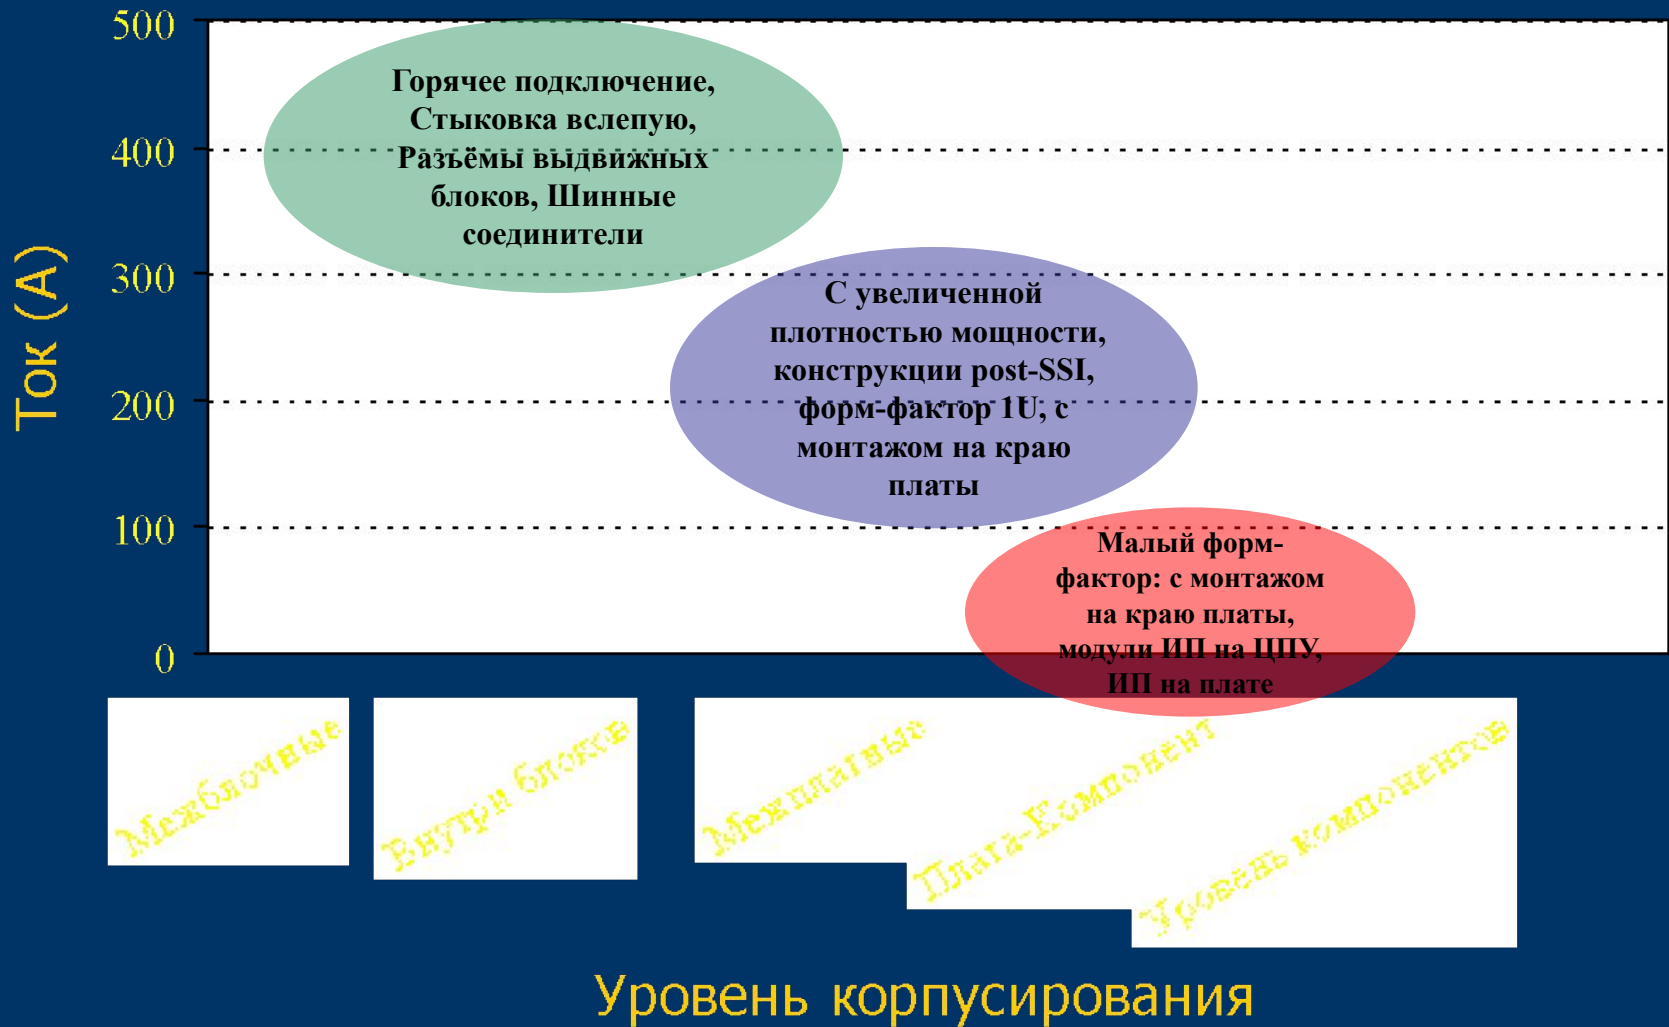 500
400
300
200
100
0
Ток (А)
Горячее подключение,
Стыковка вслепую,
Разъёмы выдвижных
блоков, Шинные
соединители
С увеличенной
плотностью мощности,
конструкции post-SSI,
форм-фактор 1U, с
монтажом на краю
платы
Малый форм-
фактор: с монтажом
на краю платы,
модули ИП на ЦПУ,
ИП на плате
Межблочные
Внутри блоков
Межплатные
Плата-Компонент
Уровень компонентов
Уровень корпусирования